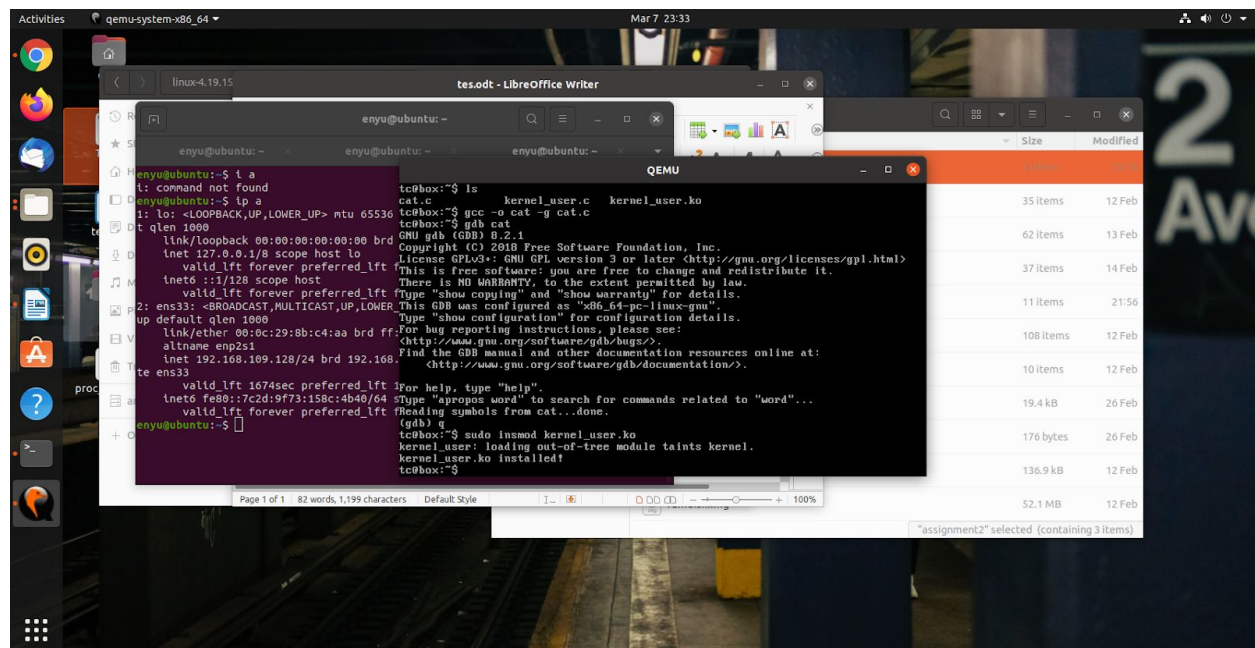 Activities
qemu-system-x86_64
Mar 7 23:33
linux-4.19.15
tes.odt - LibreOffice Writer
enyu@ubuntu: ~
enyu@ubuntu: ~
enyu@ubuntu: ~
enyu@ubuntu: ~
enyu@ubuntu:~$ i a
i: command not found
enyu@ubuntu:~$ ip a
1: lo: <LOOPBACK,UP,LOWER_UP> mtu 65536
t qlen 1000
link/loopback 00:00:00:00:00:00 brd
inet 127.0.0.1/8 scope host lo
valid_lft forever preferred_lft f
inet6 ::1/128 scope host
valid_lft forever preferred_lft f
2: ens33: <BROADCAST,MULTICAST,UP,LOWER_
up default qlen 1000
link/ether 00:0c:29:8b:c4:aa brd ff:
altname enp2s1
inet 192.168.109.128/24 brd 192.168.
te ens33
valid_lft 1674sec preferred_lft 1
inet6 fe80::7c2d:9f73:158c:4b40/64 s
valid_lft forever preferred_lft f
enyu@ubuntu:~$
QEMU
tc@box:~$ ls
cat.c kernel_user.c kernel_user.ko
tc@box:~$ gcc -o cat -g cat.c
tc@box:~$ gdb cat
GNU gdb (GDB) 8.2.1
Copyright (C) 2018 Free Software Foundation, Inc.
License GPLv3+: GNU GPL version 3 or later <http://gnu.org/licenses/gpl.html>
This is free software: you are free to change and redistribute it.
There is NO WARRANTY, to the extent permitted by law.
Type "show copying" and "show warranty" for details.
This GDB was configured as "x86_64-pc-linux-gnu".
Type "show configuration" for configuration details.
For bug reporting instructions, please see:
<http://www.gnu.org/software/gdb/bugs/>.
Find the GDB manual and other documentation resources online at:
<http://www.gnu.org/software/gdb/documentation/>.
For help, type "help".
Type "apropos word" to search for commands related to "word"...
Reading symbols from cat...done.
(gdb) q
tc@box:~$ sudo insmod kernel_user.ko
kernel_user: loading out-of-tree module taints kernel.
kernel_user.ko installed!
tc@box:~$
Size Modified
35 items 12 Feb
62 items 13 Feb
37 items 14 Feb
11 items 21:56
108 items 12 Feb
10 items 12 Feb
19.4 kB 26 Feb
176 bytes 26 Feb
136.9 kB 12 Feb
52.1 MB 12 Feb
"assignment2" selected (containing 3 items)
Page 1 of 1 82 words, 1,199 characters Default Style 100%
proc
2
Av